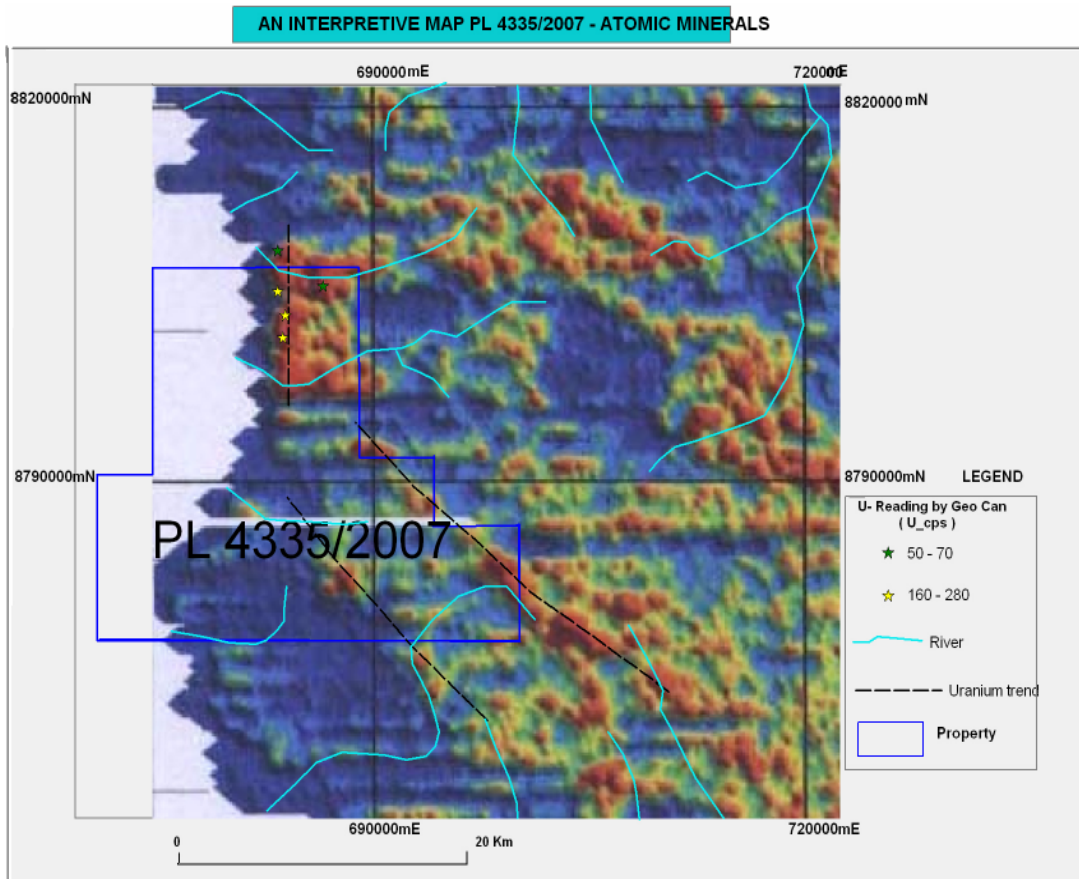 AN INTERPRETIVE MAP PL 4335/2007 - ATOMIC MINERALS
690000mE
720000mE
8820000mN
8820000mN
8790000mN
8790000mN
LEGEND
U- Reading by Geo Can
( U_cps )
50 - 70
160 - 280
River
Uranium trend
Property
PL 4335/2007
690000mE
720000mE
0
20 Km